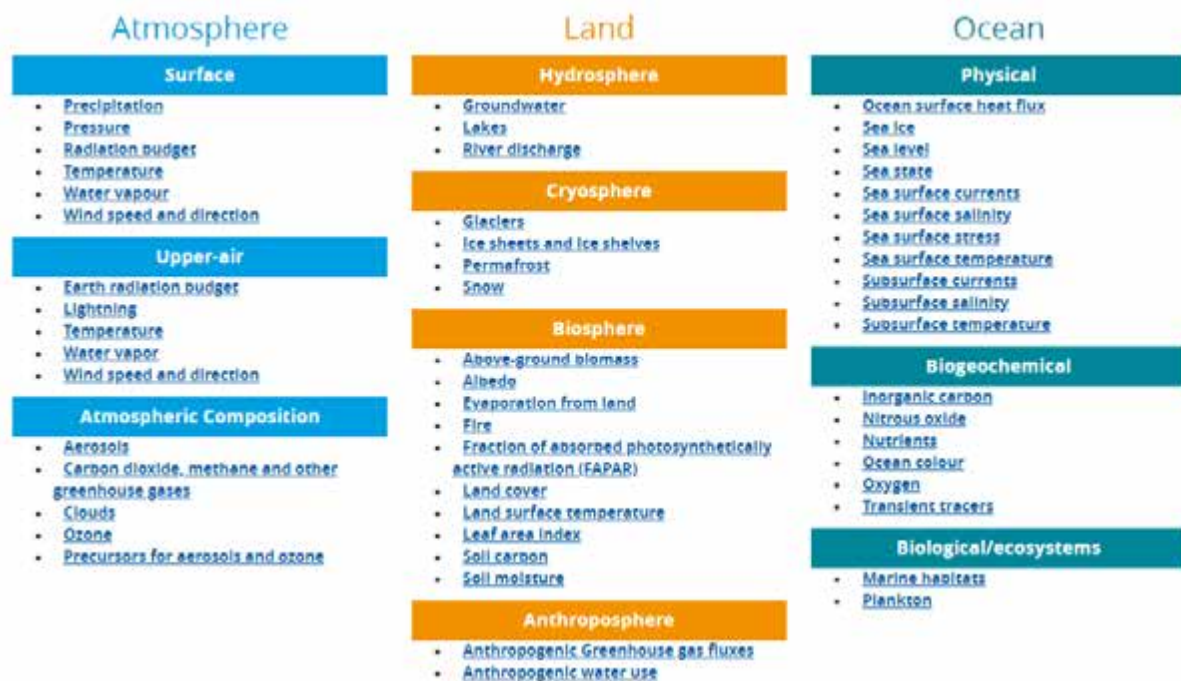 Atmosphere
Surface
Precipitation
Pressure
Radiation budget
Temperature
Water vapour
Wind speed and direction
Upper-air
Earth radiation budget
Lightning
Temperature
Water vapor
Wind speed and direction
Atmospheric Composition
Aerosols
Carbon dioxide, methane and other
greenhouse gases
Clouds
Ozone
Precursors for aerosols and ozone
Land
Hydrosphere
Groundwater
Lakes
River discharge
Cryosphere
Glaciers
Ice sheets and ice shelves
Permafrost
Snow
Biosphere
Above-ground biomass
Albedo
Evaporation from land
Fire
Fraction of absorbed photosynthetically
active radiation (FAPAR)
Land cover
Land surface temperature
Leaf area index
Soil carbon
Soil moisture
Anthroposphere
Anthropogenic Greenhouse gas fluxes
Anthropogenic water use
Ocean
Physical
Ocean surface heat flux
Sea ice
Sea level
Sea state
Sea surface currents
Sea surface salinity
Sea surface stress
Sea surface temperature
Subsurface currents
Subsurface salinity
Subsurface temperature
Biogeochemical
Inorganic carbon
Nitrous oxide
Nutrients
Ocean colour
Oxygen
Transient tracers
Biological/ecosystems
Marine habitats
Plankton